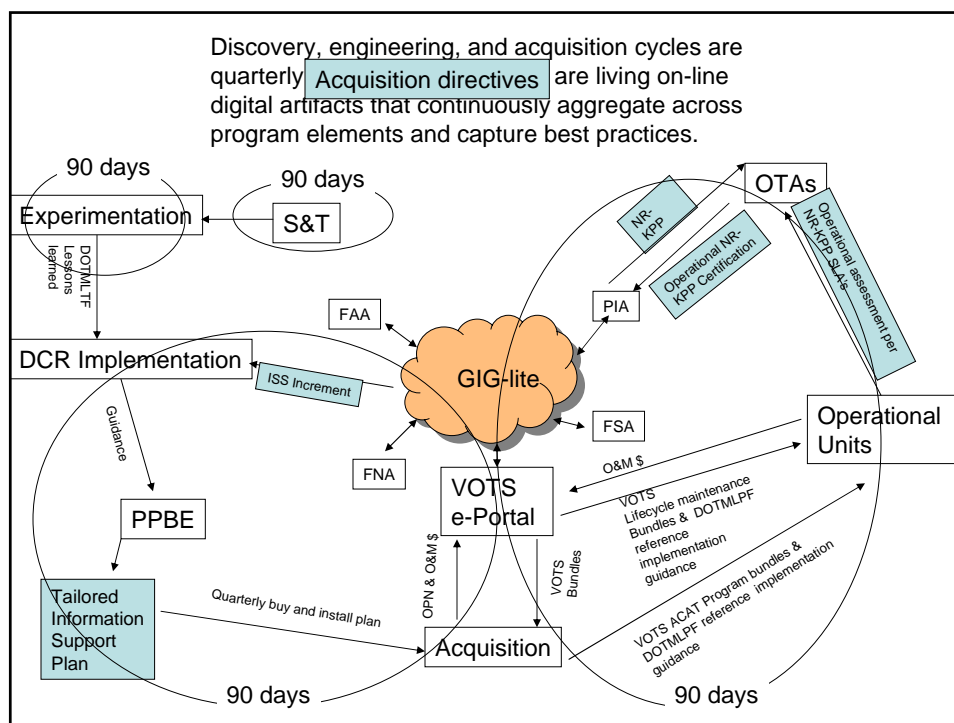 Discovery, engineering, and acquisition cycles are
quarterly Acquisition directives are living on-line
digital artifacts that continuously aggregate across
program elements and capture best practices.
90 days
90 days
Experimentation
S&T
OTAs
NR-
KPP
Operational NR-
KPP Certification
Operational assessment per
NR-KPP SLA's
DOTMLTF
Lessons
learned
PIA
FAA
DCR Implementation
ISS Increment
GIG-lite
Guidance
FNA
FSA
Operational
Units
O&M $
VOTS
e-Portal
VOTS
Lifecycle maintenance
Bundles & DOTMLPF
reference
implementation
guidance
PPBE
OPN & O&M $
VOTS
Bundles
Tailored
Information
Support
Plan
Quarterly buy and install plan
Acquisition
VOTS ACAT Program bundles &
DOTMLPF reference implementation
guidance
90 days
90 days